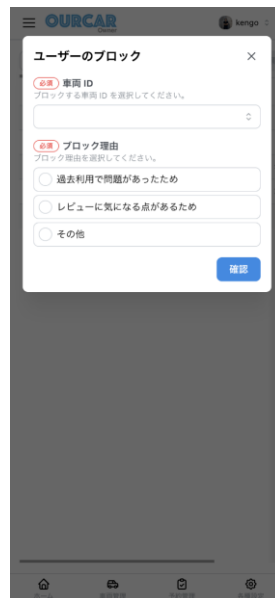 OURCAR
Owner
kengo
ユーザーのブロック
必須 車両 ID
ブロックする車両 ID を選択してください。
必須 ブロック理由
ブロック理由を選択してください。
過去利用で問題があったため
レビューに気になる点があるため
その他
確認
ホーム